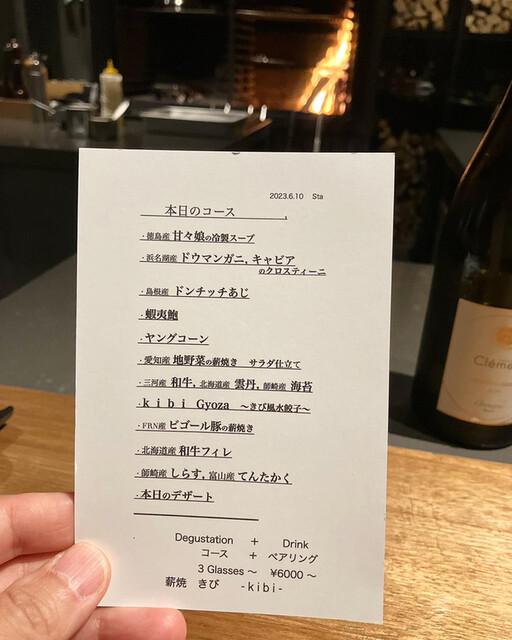 2023.6.10 Sta
本日のコース
・徳島産 甘々娘の冷製スープ
・浜名湖産 ドウマンガニ, キャビア
のクロスティーニ
・島根産 ドンチッチあじ
・蝦夷鮑
・ヤングコーン
・愛知産 地野菜の薪焼き サラダ仕立て
・三河産 和牛, 北海道産 雲丹, 師崎産 海苔
・kibi Gyoza ～きび風水餃子～
・FRN産 ビゴール豚の薪焼き
・北海道産 和牛フィレ
・師崎産 しらす, 富山産 てんたかく
・本日のデザート
Degustation + Drink
コース + ペアリング
3 Glasses～ ¥6000～
薪焼 きび -kibi-
Cléme